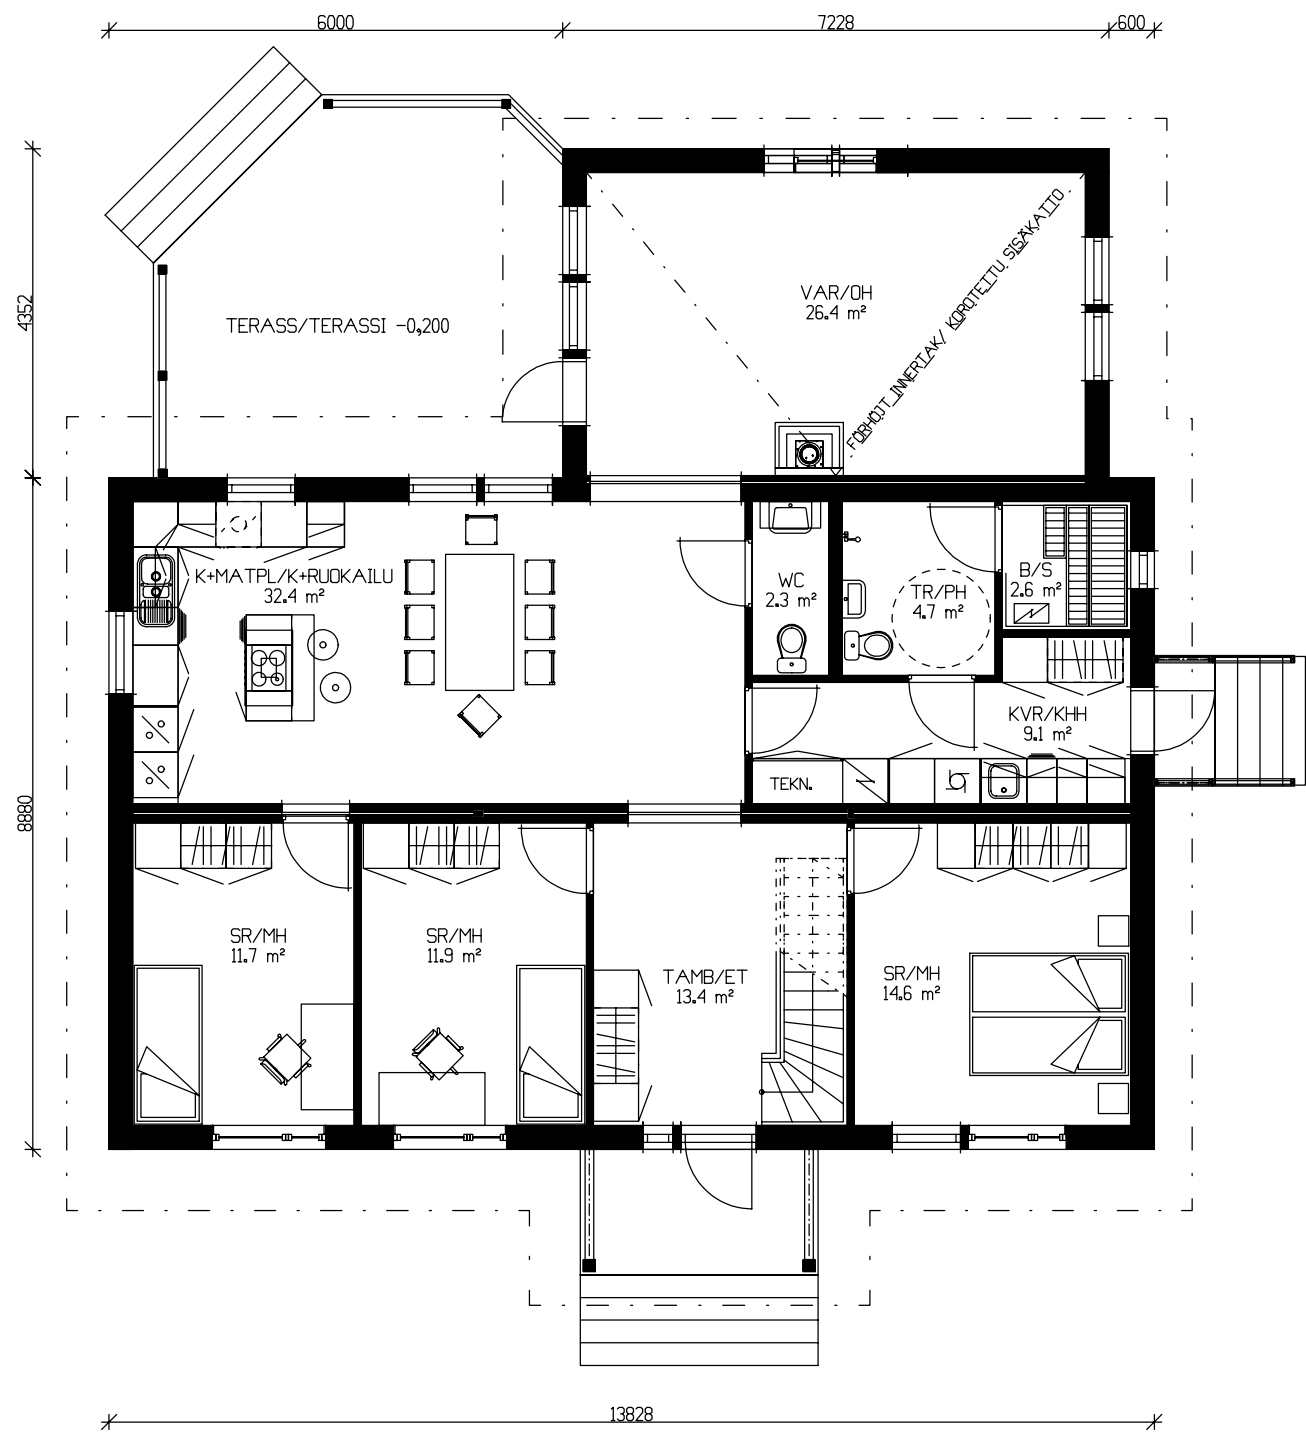 6000
7228
600
4352
TERASS/TERASSI -0,200
VAR/OH
26.4 m²
FÖRHÖJT INNERTAK/ KOROTETTU SISÄKATTO
K+MATPL/K+RUOKAILU
32.4 m²
WC
2.3 m²
TR/PH
4.7 m²
B/S
2.6 m²
KVR/KHH
9.1 m²
TEKN.
8880
SR/MH
11.7 m²
SR/MH
11.9 m²
TAMB/ET
13.4 m²
SR/MH
14.6 m²
13828